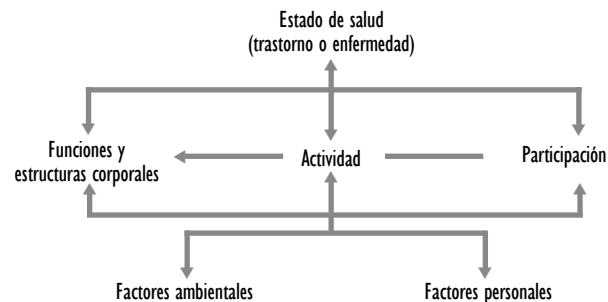 Estado de salud
(trastorno o enfermedad)
Funciones y
estructuras corporales
Actividad
Participación
Factores ambientales
Factores personales